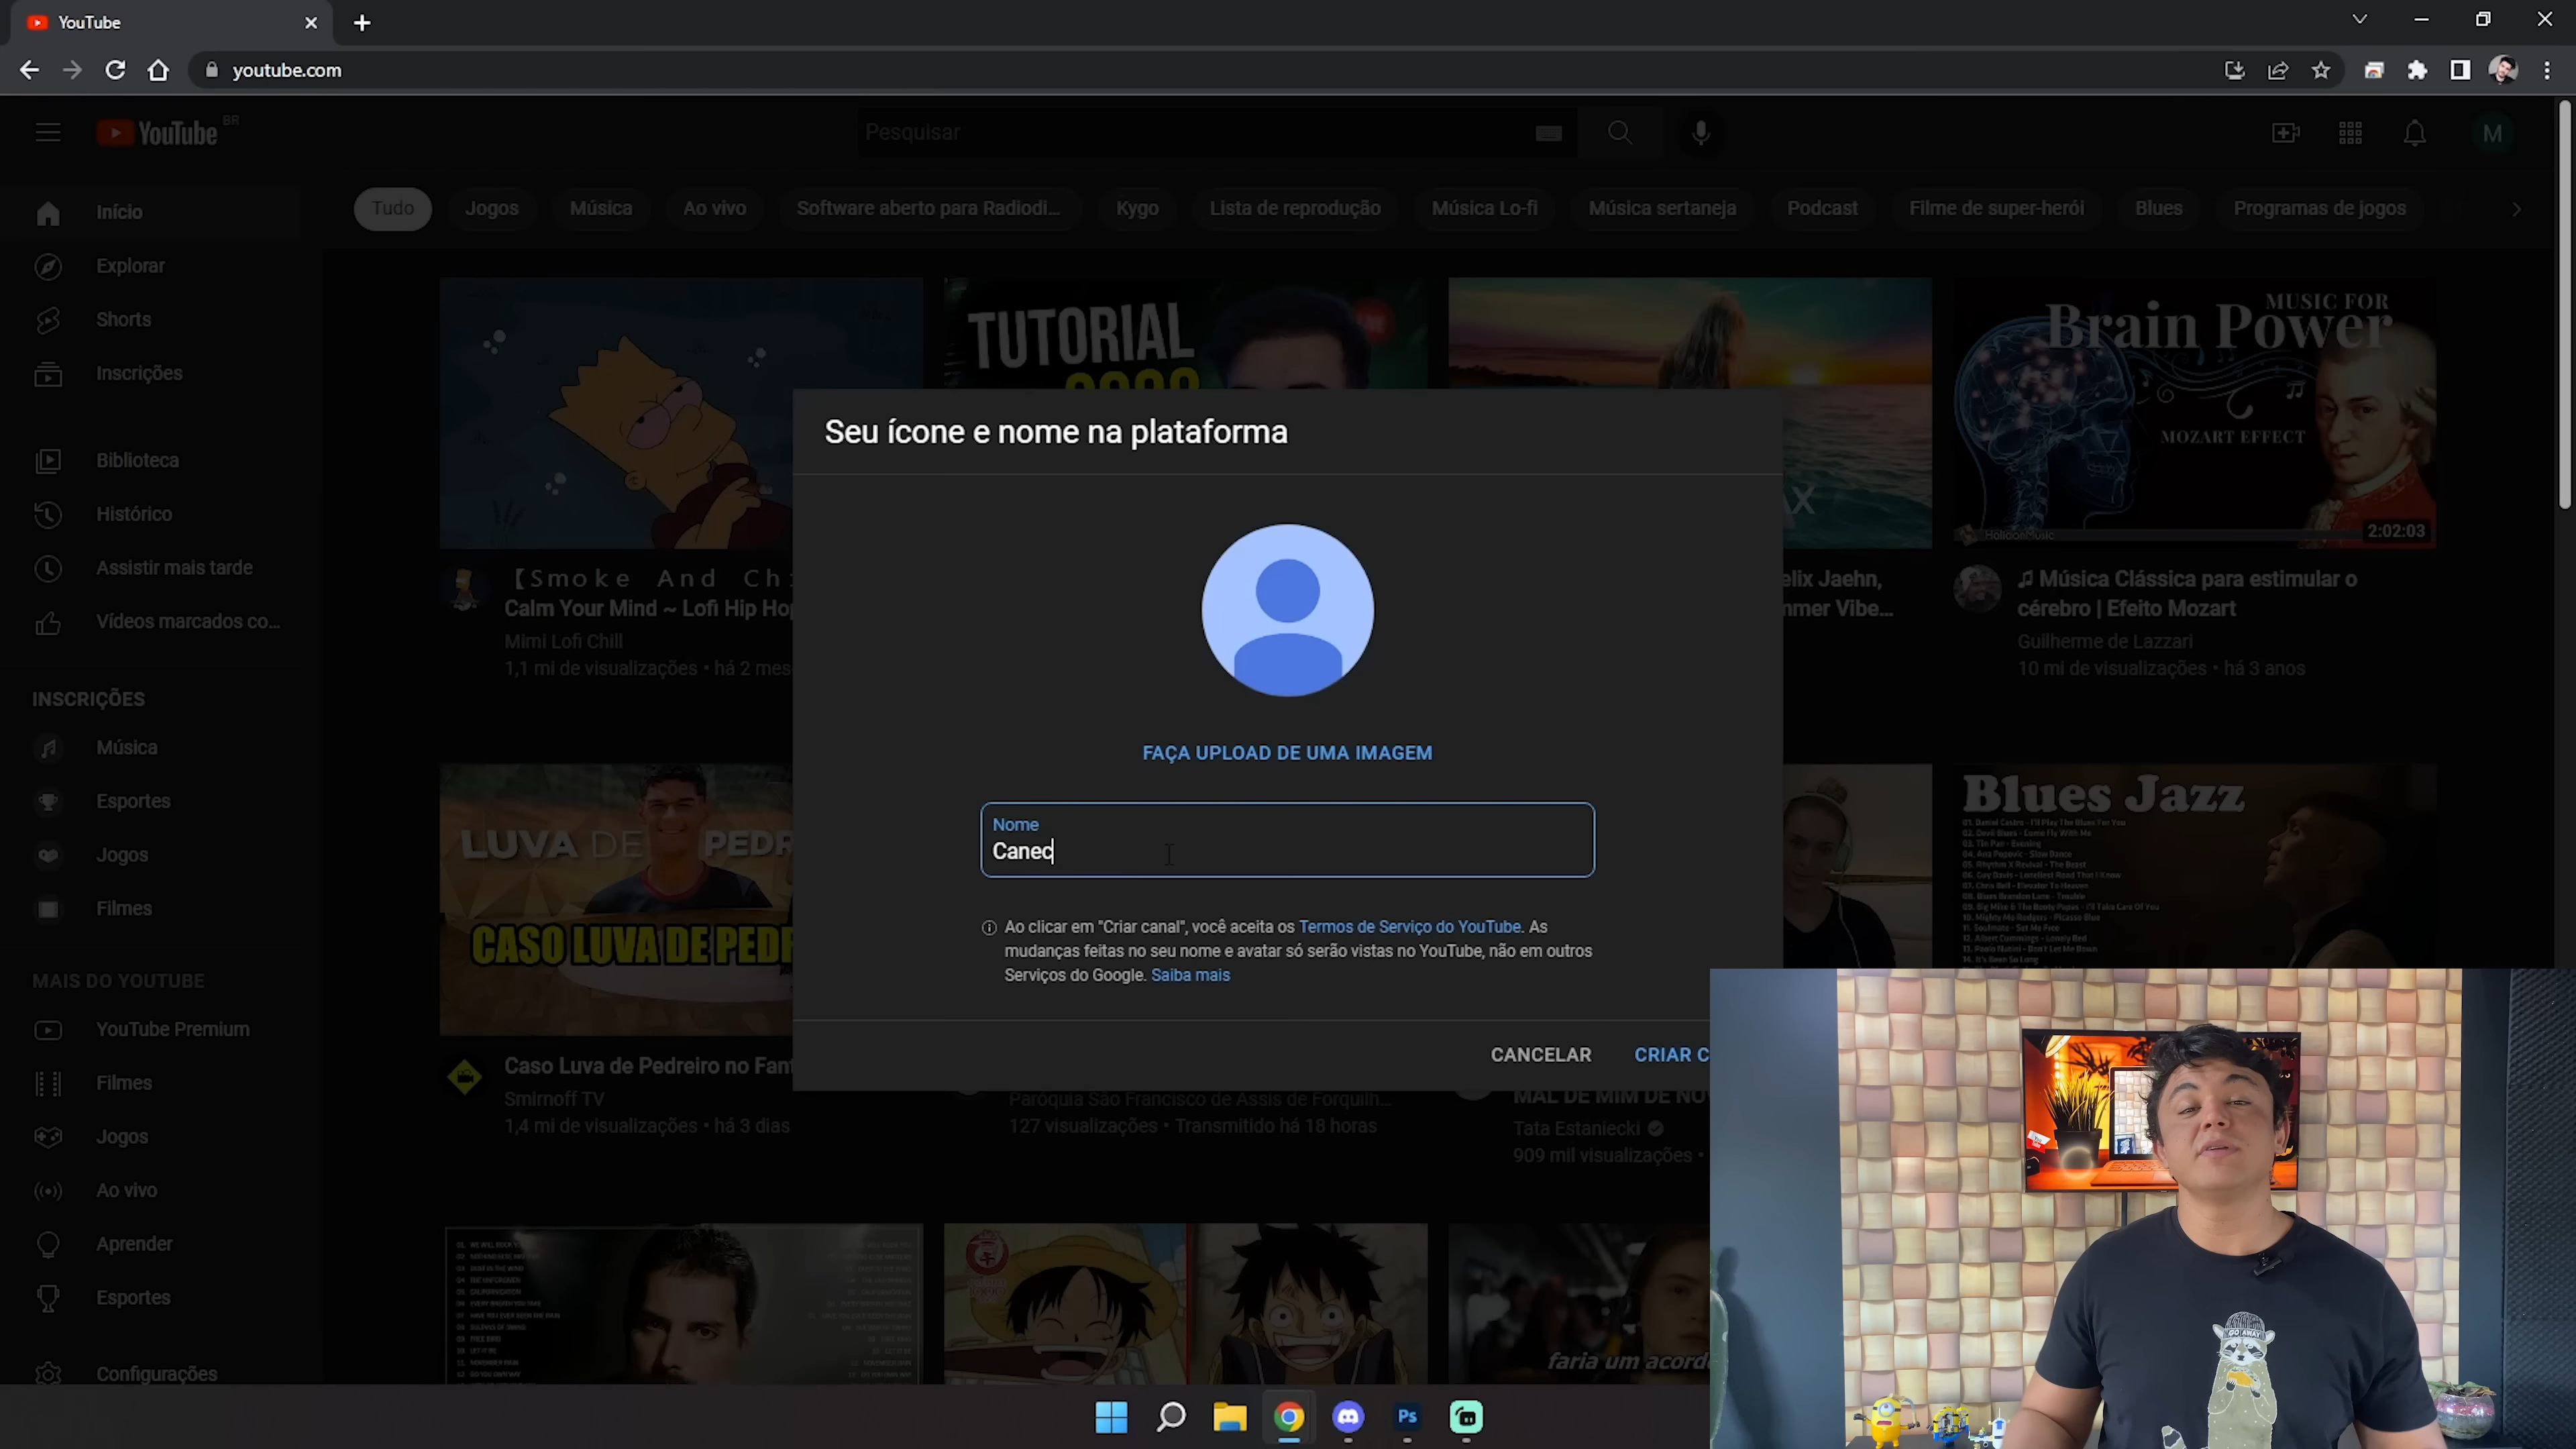 YouTube
youtube.com
YouTube BR
Pesquisar
M
Início
Explorar
Shorts
Inscrições
Biblioteca
Histórico
Assistir mais tarde
Vídeos marcados co...
INSCRIÇÕES
Música
Esportes
Jogos
Filmes
MAIS DO YOUTUBE
YouTube Premium
Filmes
Jogos
Ao vivo
Aprender
Esportes
Configurações
Tudo
Jogos
Música
Ao vivo
Software aberto para Radiodi...
Kygo
Lista de reprodução
Música Lo-fi
Música sertaneja
Podcast
Filme de super-herói
Blues
Programas de jogos
TUTORIAL
MUSIC FOR
Brain Power
MOZART EFFECT
2:02:03
【Smoke And Ch
Calm Your Mind ~ Lofi Hip Hop
Mimi Lofi Chill
1,1 mi de visualizações • há 2 mes
elix Jaehn,
mmer Vibe...
♫ Música Clássica para estimular o
cérebro | Efeito Mozart
Guilherme de Lazzari
10 mi de visualizações • há 3 anos
Seu ícone e nome na plataforma
FAÇA UPLOAD DE UMA IMAGEM
Nome
Canec
Ao clicar em "Criar canal", você aceita os Termos de Serviço do YouTube. As
mudanças feitas no seu nome e avatar só serão vistas no YouTube, não em outros
Serviços do Google. Saiba mais
CANCELAR
CRIAR C
LUVA DE PEDR
CASO LUVA DE PEDR
Blues Jazz
Caso Luva de Pedreiro no Fant
Smirnoff TV
1,4 mi de visualizações • há 3 dias
Paróquia São Francisco de Assis de Forquilh...
127 visualizações • Transmitido há 18 horas
MAL DE MIM DE NO
Tata Estaniecki
909 mil visualizações •
faria um acord
GO AWAY
Ps